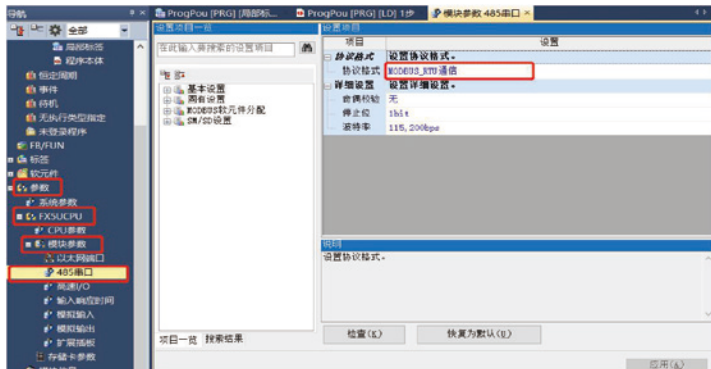 导航
全部
局部标签
程序本体
恒定周期
事件
待机
无执行类型指定
未登录程序
FB/FUN
标签
软元件
参数
系统参数
FX5UCPU
CPU参数
模块参数
以太网端口
485串口
高速I/O
输入响应时间
模拟输入
模拟输出
扩展插板
存储卡参数
ProgPou [PRG] [局部标...
ProgPou [PRG] [LD] 1步
模块参数 485串口
设置项目一览
在此输入要搜索的设置项目
基本设置
固有设置
MODBUS软元件分配
SM/SD设置
项目一览 搜索结果
设置项目
项目 设置
协议格式 设置协议格式。
协议格式 MODBUS_RTU通信
详细设置 设置详细设置。
奇偶校验 无
停止位 1bit
波特率 115,200bps
说明
设置协议格式。
检查(K) 恢复为默认(U)
应用(A)